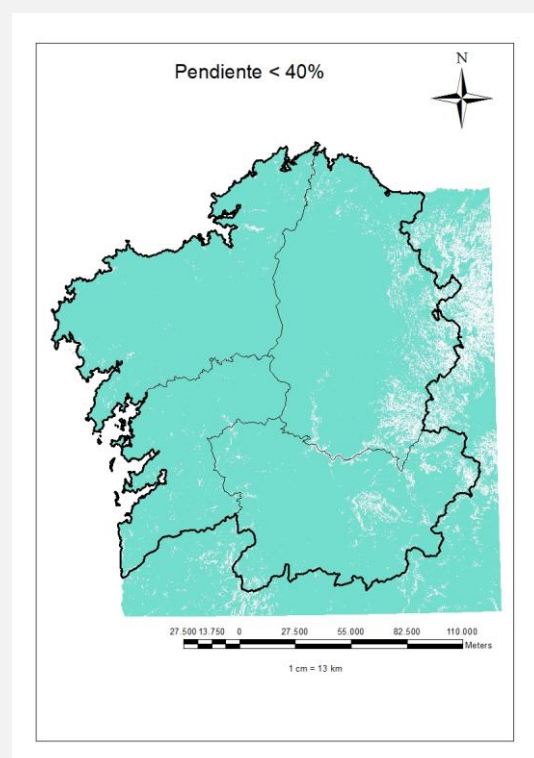 Pendiente < 40%
N
27.500 13.750 0 27.500 55.000 82.500 110.000
Meters
1 cm = 13 km